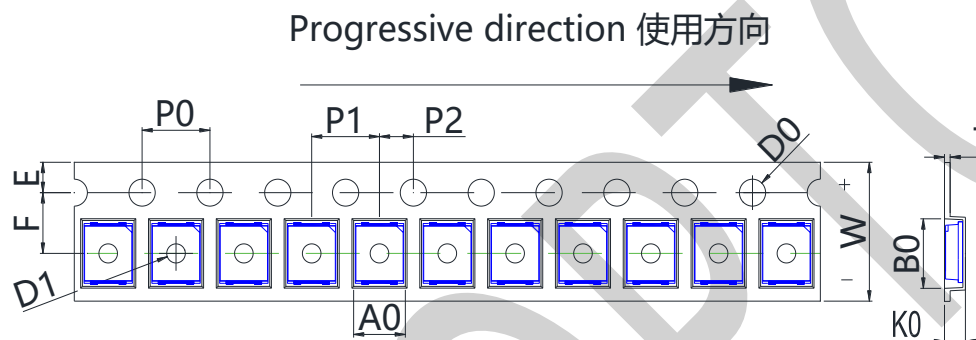 Progressive direction 使用方向
P0
P1
P2
D0
E
F
+
W
B0
−
D1
A0
K0